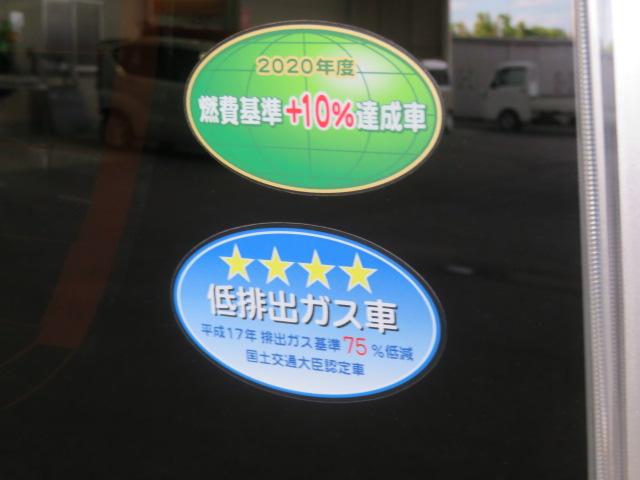 2020年度
燃費基準+10%達成車
低排出ガス車
平成17年 排出ガス基準75%低減
国土交通大臣認定車